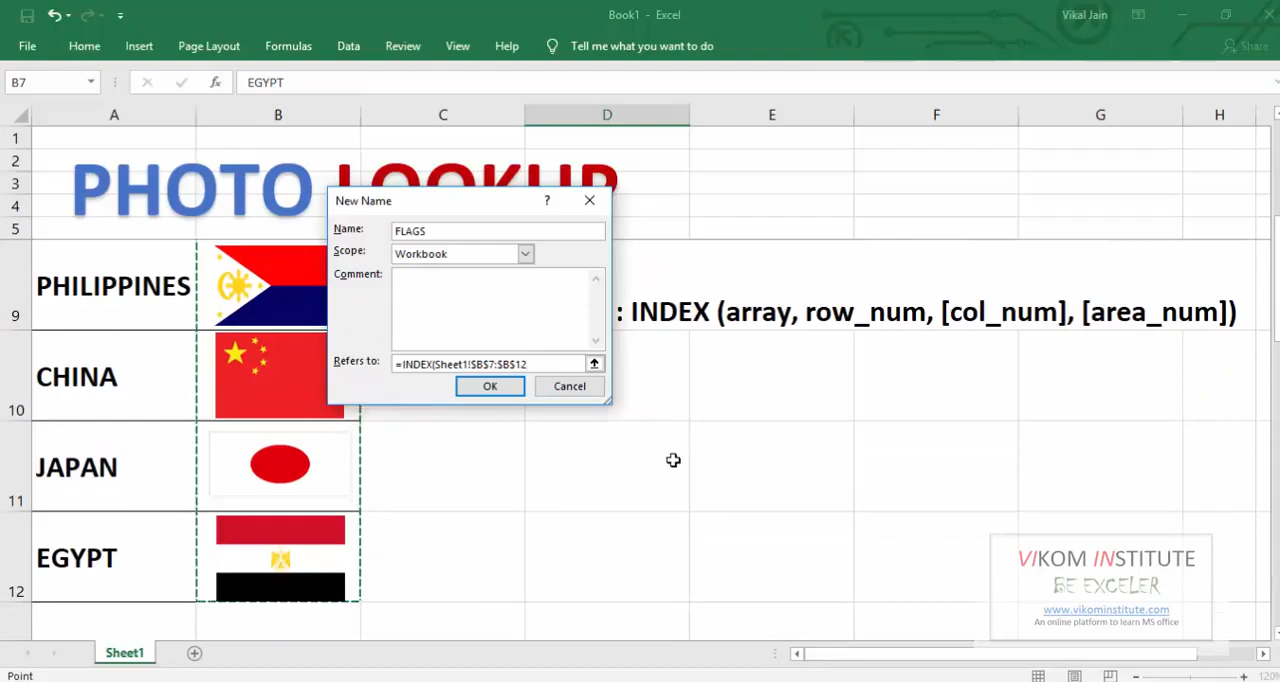 Book1 - Excel
Vikal Jain
File Home Insert Page Layout Formulas Data Review View Help Tell me what you want to do
Share
B7
fx
EGYPT
A B C D E F G H
1
2
3
4
5
PHOTO LOOKUP
New Name
?
Name: FLAGS
Scope: Workbook
Comment:
Refers to: =INDEX(Sheet1!$B$7:$B$12
OK Cancel
PHILIPPINES
9
: INDEX (array, row_num, [col_num], [area_num])
CHINA
10
JAPAN
11
EGYPT
12
VIKOM INSTITUTE
BE EXCELER
www.vikominstitute.com
An online platform to learn MS office
Sheet1
Point
120%